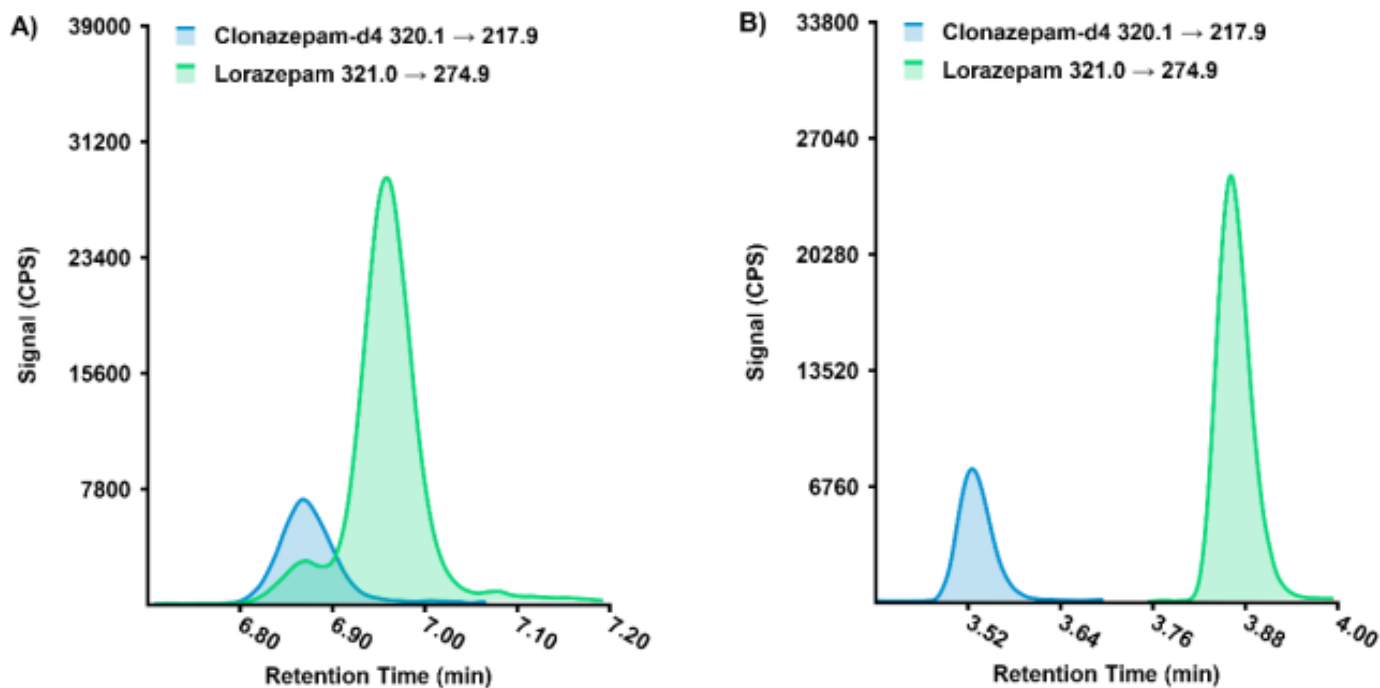 A)
39000
31200
23400
15600
7800
Signal (CPS)
Clonazepam-d4 320.1 → 217.9
Lorazepam 321.0 → 274.9
6.80
6.90
7.00
7.10
7.20
Retention Time (min)
B)
33800
27040
20280
13520
6760
Signal (CPS)
Clonazepam-d4 320.1 → 217.9
Lorazepam 321.0 → 274.9
3.52
3.64
3.76
3.88
4.00
Retention Time (min)